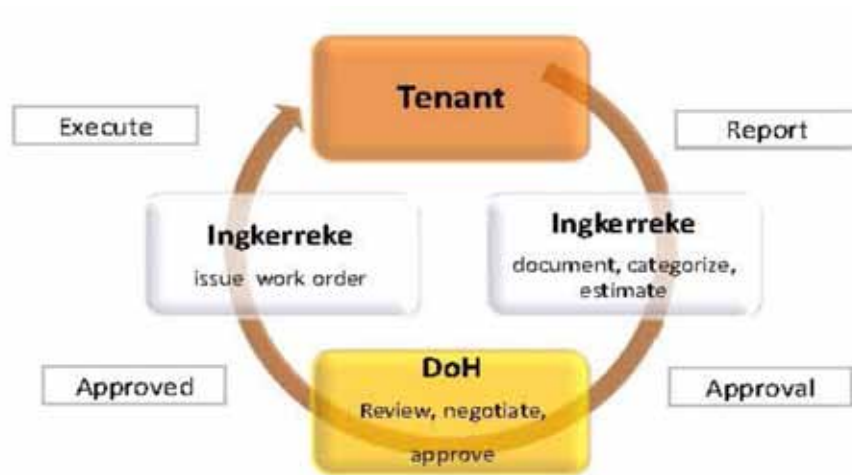 Tenant
Execute
Report
Ingkerreke
issue work order
Ingkerreke
document, categorize,
estimate
DoH
Review, negotiate,
approve
Approved
Approval